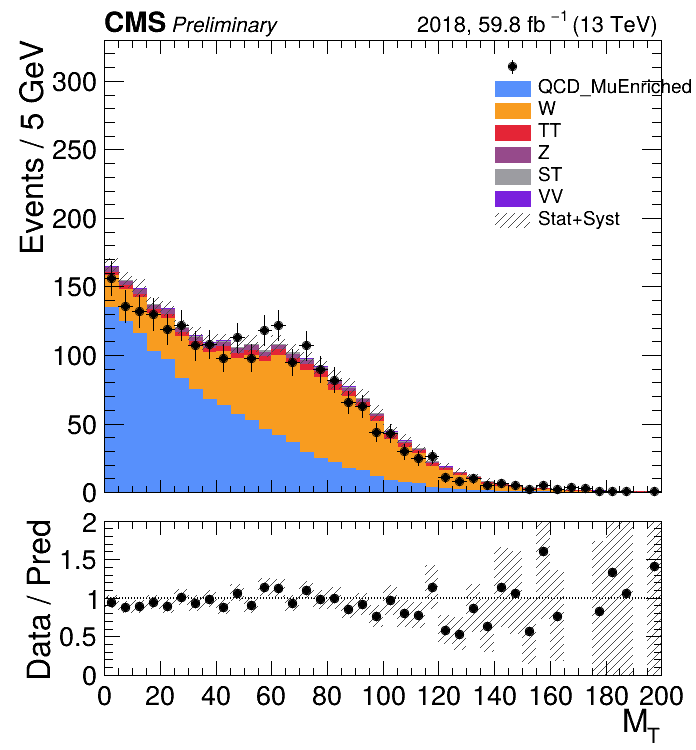 CMS Preliminary 2018, 59.8 fb⁻¹ (13 TeV)
Events / 5 GeV
300
250
200
150
100
50
0
QCD_MuEnriched
W
TT
Z
ST
VV
Stat+Syst
Data / Pred
2
1.5
1
0.5
0
0 20 40 60 80 100 120 140 160 180 200
M_T